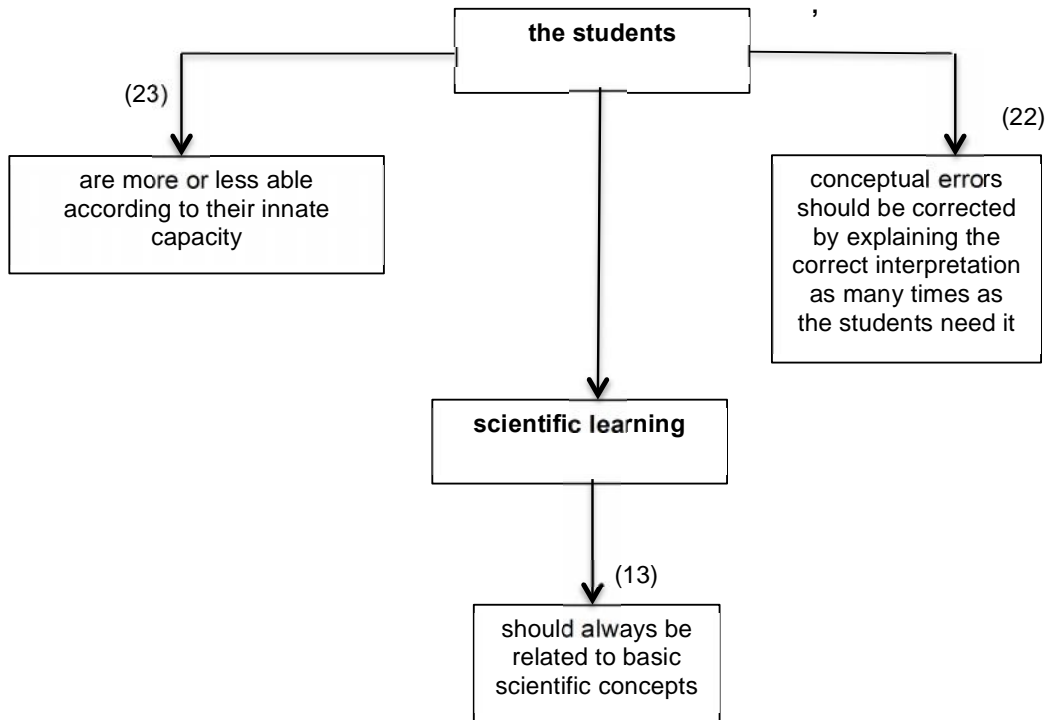 ,
the students
(23)
(22)
are more or less able
according to their innate
capacity
conceptual errors
should be corrected
by explaining the
correct interpretation
as many times as
the students need it
scientific learning
(13)
should always be
related to basic
scientific concepts